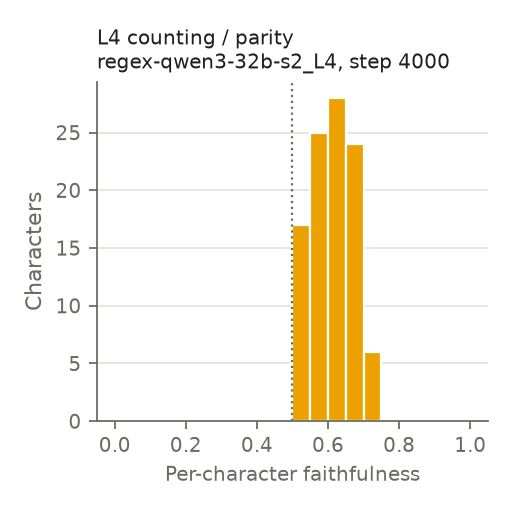 L4 counting / parity
regex-qwen3-32b-s2_L4, step 4000
Characters
25
20
15
10
5
0
0.0 0.2 0.4 0.6 0.8 1.0
Per-character faithfulness